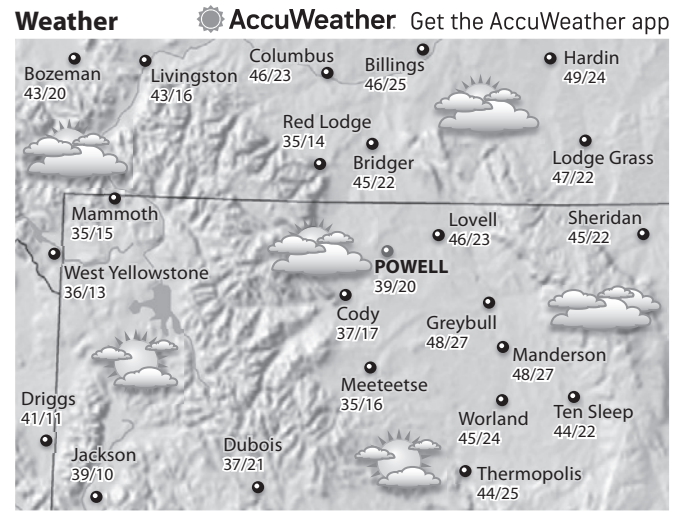 Weather
AccuWeather. Get the AccuWeather app
Bozeman
43/20
Livingston
43/16
Columbus
46/23
Billings
46/25
Hardin
49/24
Red Lodge
35/14
Bridger
45/22
Lodge Grass
47/22
Mammoth
35/15
West Yellowstone
36/13
Lovell
46/23
Sheridan
45/22
POWELL
39/20
Cody
37/17
Greybull
48/27
Manderson
48/27
Meeteetse
35/16
Driggs
41/11
Worland
45/24
Ten Sleep
44/22
Jackson
39/10
Dubois
37/21
Thermopolis
44/25